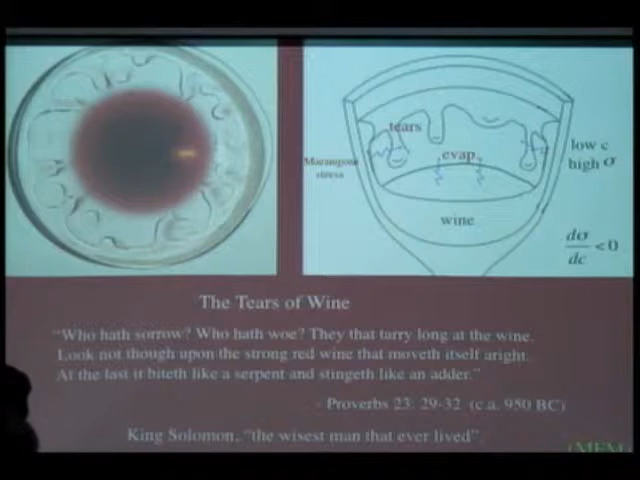 tears
Marangoni
stress
evap.
wine
low c
high σ
dσ
dc
<0
The Tears of Wine
"Who hath sorrow? Who hath woe? They that tarry long at the wine.
Look not though upon the strong red wine that moveth itself aright.
At the last it biteth like a serpent and stingeth like an adder."
- Proverbs 23: 29-32 (c.a. 950 BC)
King Solomon, "the wisest man that ever lived"